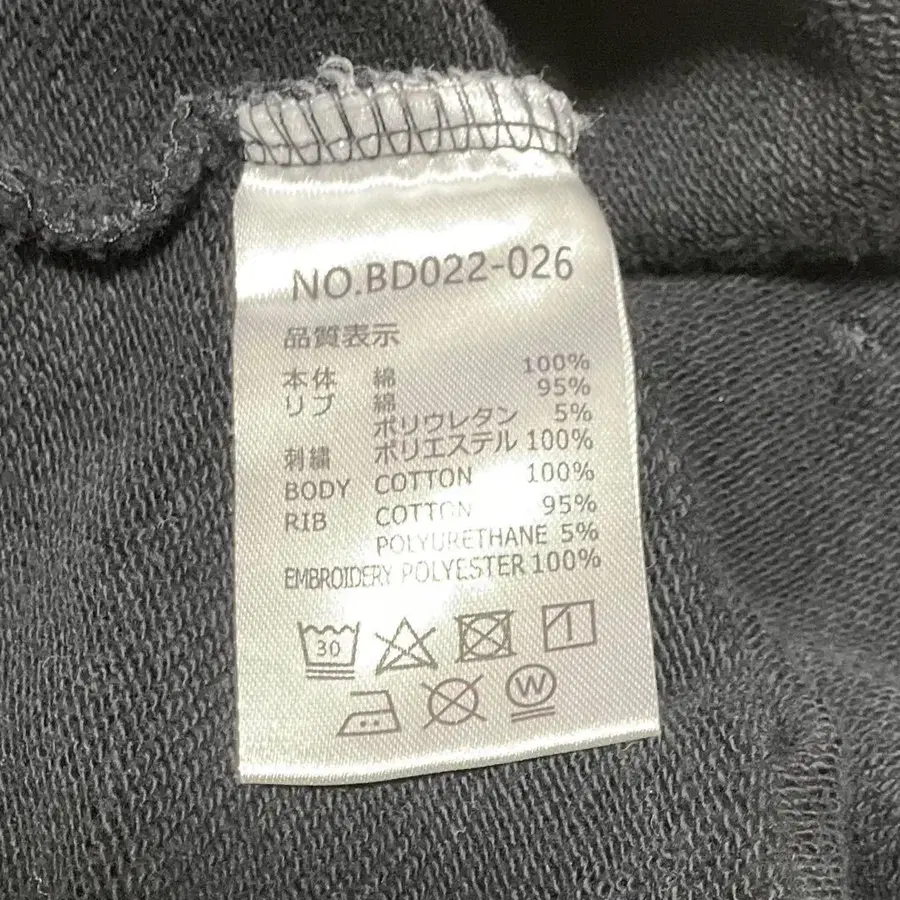 NO.BD022-026
品質表示
本体 綿 100%
リブ 綿 95%
ポリウレタン 5%
刺繍 ポリエステル 100%
BODY COTTON 100%
RIB COTTON 95%
POLYURETHANE 5%
EMBROIDERY POLYESTER 100%
30
W